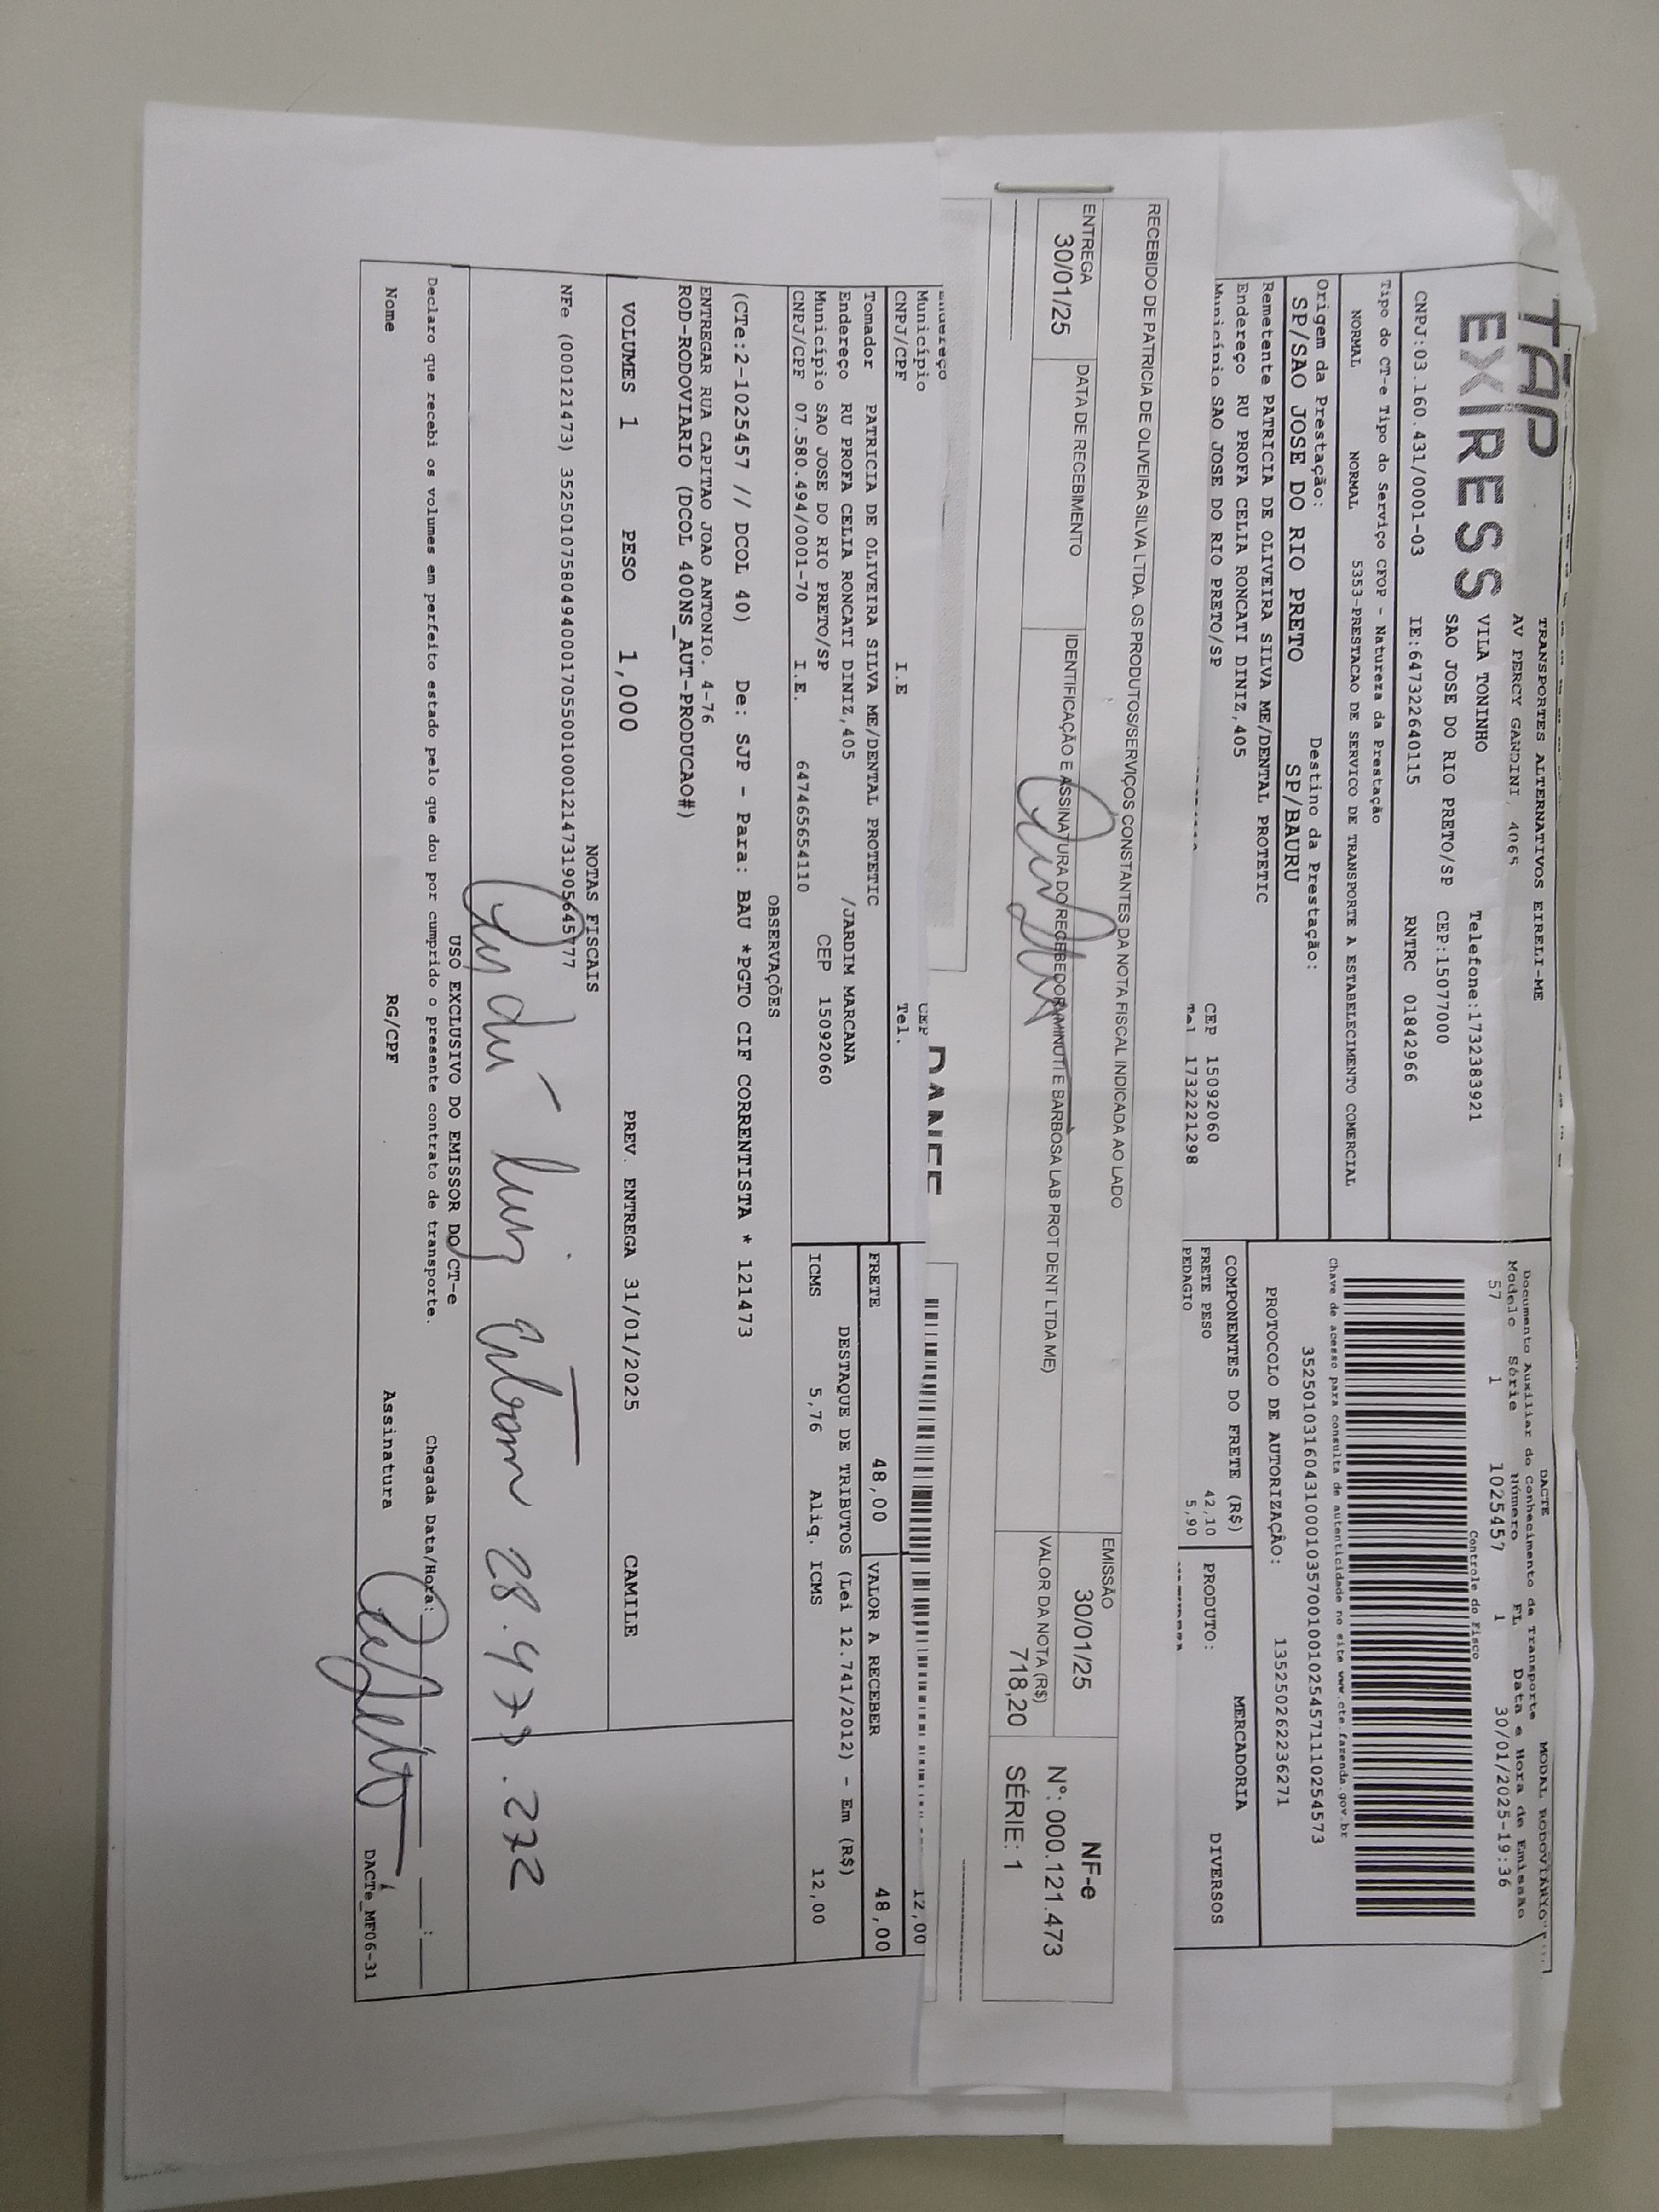 TAP
EXPRESS
TRANSPORTES ALTERNATIVOS EIRELI-ME
AV PERCY GANDINI, 4065
VILA TONINHO Telefone:1732383921
SAO JOSE DO RIO PRETO/SP CEP:15077000
CNPJ:03.160.431/0001-03 IE:647322640115 RNTRC 01842966
Tipo do CT-e Tipo do Serviço CFOP - Natureza da Prestação
NORMAL NORMAL 5353-PRESTACAO DE SERVICO DE TRANSPORTE A ESTABELECIMENTO COMERCIAL
Origem da Prestação: Destino da Prestação:
SP/SAO JOSE DO RIO PRETO SP/BAURU
Remetente PATRICIA DE OLIVEIRA SILVA ME/DENTAL PROTETIC
Endereço RU PROFA CELIA RONCATI DINIZ,405 CEP 15092060
Município SAO JOSE DO RIO PRETO/SP Tel 1732221298
DACTE MODAL RODOVIÁRIO
Documento Auxiliar do Conhecimento de Transporte
Modelo Série Número FL Data e Hora de Emissão
57 1 1025457 1 30/01/2025-19:36
Controle do Fisco
Chave de acesso para consulta de autenticidade no site www.cte.fazenda.gov.br
35250103160431000103570010010254571110254573
PROTOCOLO DE AUTORIZAÇÃO: 135250262236271
COMPONENTES DO FRETE (R$) MERCADORIA
FRETE PESO 42,10 PRODUTO: DIVERSOS
PEDAGIO 5,90
RECEBIDO DE PATRICIA DE OLIVEIRA SILVA LTDA. OS PRODUTOS/SERVIÇOS CONSTANTES DA NOTA FISCAL INDICADA AO LADO
EMISSÃO
30/01/25
NF-e
ENTREGA
30/01/25
DATA DE RECEBIMENTO
IDENTIFICAÇÃO E ASSINATURA DO RECEBEDOR(MINUTI E BARBOSA LAB PROT DENT LTDA ME)
VALOR DA NOTA (R$)
718,20
Nº: 000.121.473
SÉRIE: 1
DANFE
Endereço
Município CEP
CNPJ/CPF I.E Tel.
12,00
Tomador PATRICIA DE OLIVEIRA SILVA ME/DENTAL PROTETIC
Endereço RU PROFA CELIA RONCATI DINIZ,405 /JARDIM MARCANA
Município SAO JOSE DO RIO PRETO/SP CEP 15092060
CNPJ/CPF 07.580.494/0001-70 I.E. 647465654110
FRETE 48,00 VALOR A RECEBER 48,00
DESTAQUE DE TRIBUTOS (Lei 12.741/2012) - Em (R$)
ICMS 5,76 Aliq. ICMS 12,00
OBSERVAÇÕES
(CTe:2-1025457 // DCOL 40) De: SJP - Para: BAU *PGTO CIF CORRENTISTA * 121473
ENTREGAR RUA CAPITAO JOAO ANTONIO. 4-76
ROD-RODOVIARIO (DCOL 400NS_AUT-PRODUCAO#)
VOLUMES 1 PESO 1,000 PREV. ENTREGA 31/01/2025 CAMILE
NOTAS FISCAIS
NFe (000121473) 35250107580494000170550010001214731905645777
28.473.272
USO EXCLUSIVO DO EMISSOR DO CT-e
Declaro que recebi os volumes em perfeito estado pelo que dou por cumprido o presente contrato de transporte. Chegada Data/Hora:
Nome RG/CPF Assinatura
DACTe_MF06-31